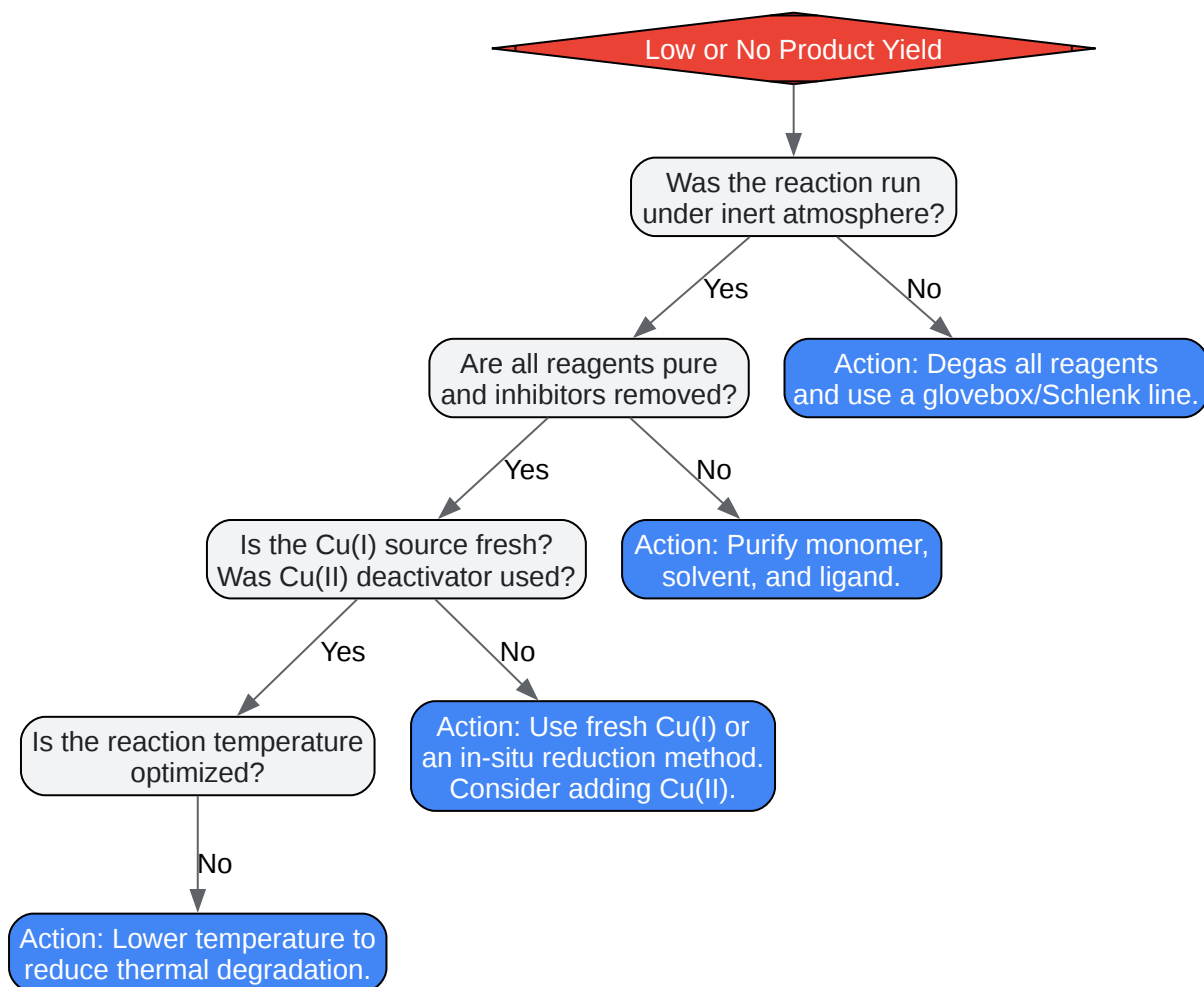 Low or No Product Yield
Was the reaction run
under inert atmosphere?
Yes
No
Are all reagents pure
and inhibitors removed?
Action: Degas all reagents
and use a glovebox/Schlenk line.
Yes
No
Is the Cu(I) source fresh?
Was Cu(II) deactivator used?
Action: Purify monomer,
solvent, and ligand.
Yes
No
Is the reaction temperature
optimized?
Action: Use fresh Cu(I) or
an in-situ reduction method.
Consider adding Cu(II).
No
Action: Lower temperature to
reduce thermal degradation.